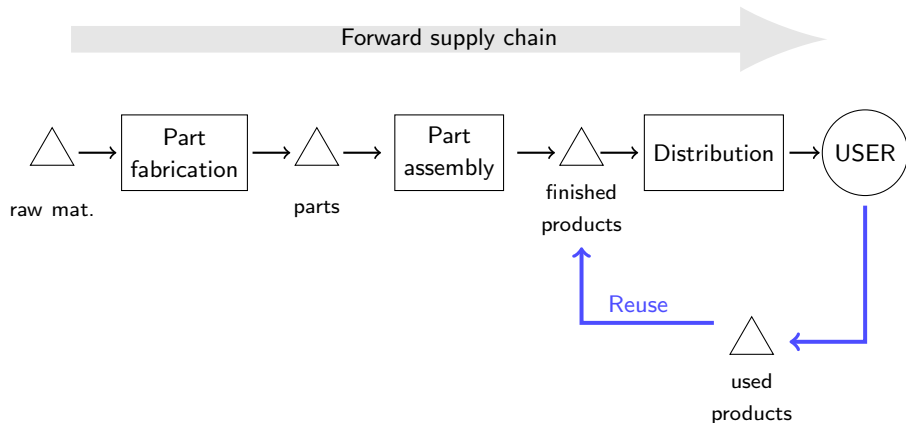 Forward supply chain
Part
fabrication
Part
assembly
Distribution
USER
raw mat.
parts
finished
products
Reuse
used
products